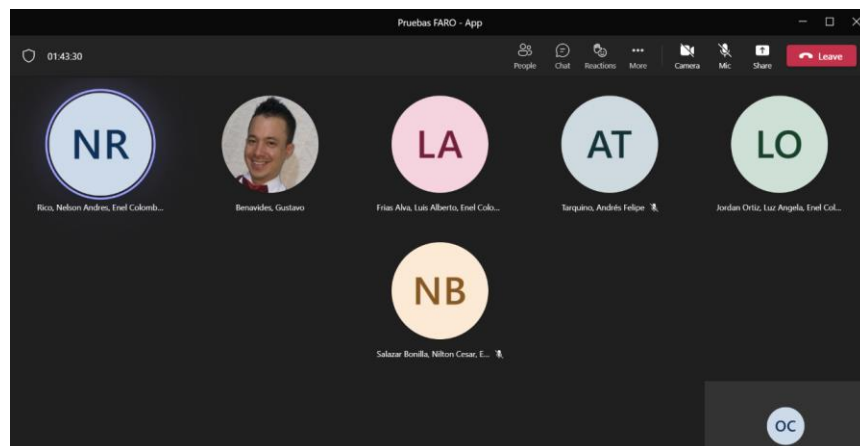 Pruebas FARO - App
01:43:30
People Chat Reactions More Camera Mic Share Leave
NR LA AT LO
Rico, Nelson Andres, Enel Colomb... Benavides, Gustavo Frias Alva, Luis Alberto, Enel Colo... Tarquino, Andrés Felipe Jordan Ortiz, Luz Angela, Enel Col...
NB
Salazar Bonilla, Nilton Cesar, E...
OC